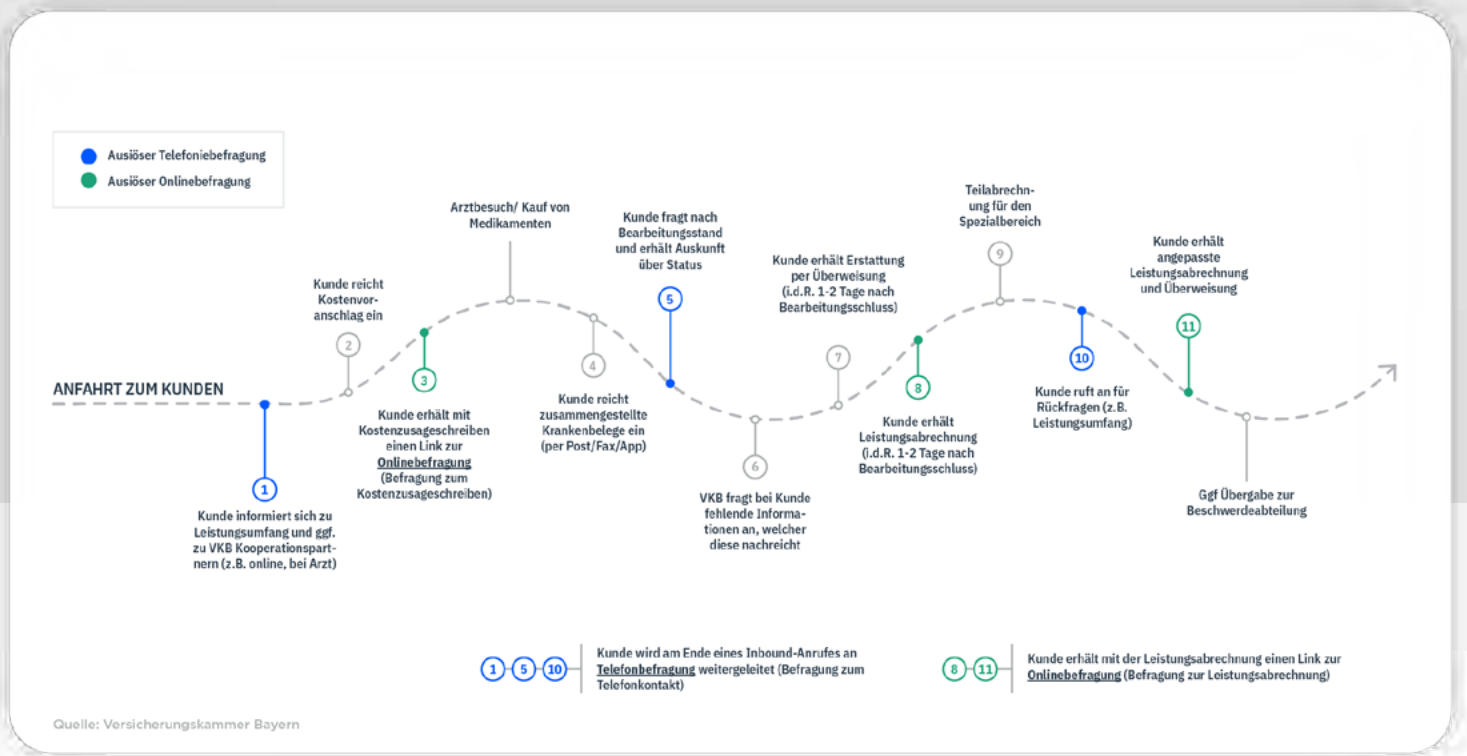 Ausiöser Telefoniebefragung
Ausiöser Onlinebefragung
ANFAHRT ZUM KUNDEN
1
Kunde informiert sich zu
Leistungsumfang und ggf.
zu VKB Kooperationspart-
nern (z.B. online, bei Arzt)
Kunde reicht
Kostenvor-
anschlag ein
2
3
Kunde erhält mit
Kostenzusageschreiben
einen Link zur
Onlinebefragung
(Befragung zum
Kostenzusageschreiben)
Arztbesuch/ Kauf von
Medikamenten
4
Kunde reicht
zusammengestellte
Krankenbelege ein
(per Post/Fax/App)
Kunde fragt nach
Bearbeitungsstand
und erhält Auskunft
über Status
5
6
VKB fragt bei Kunde
fehlende Informa-
tionen an, welcher
diese nachreicht
Kunde erhält Erstattung
per Überweisung
(i.d.R. 1-2 Tage nach
Bearbeitungsschluss)
7
8
Kunde erhält
Leistungsabrechnung
(i.d.R. 1-2 Tage nach
Bearbeitungsschluss)
Teilabrechn-
ung für den
Spezialbereich
9
10
Kunde ruft an für
Rückfragen (z.B.
Leistungsumfang)
Kunde erhält
angepasste
Leistungsabrechnung
und Überweisung
11
Ggf Übergabe zur
Beschwerdeabteilung
1 5 10
Kunde wird am Ende eines Inbound-Anrufes an
Telefonbefragung weitergeleitet (Befragung zum
Telefonkontakt)
8 11
Kunde erhält mit der Leistungsabrechnung einen Link zur
Onlinebefragung (Befragung zur Leistungsabrechnung)
Quelle: Versicherungskammer Bayern